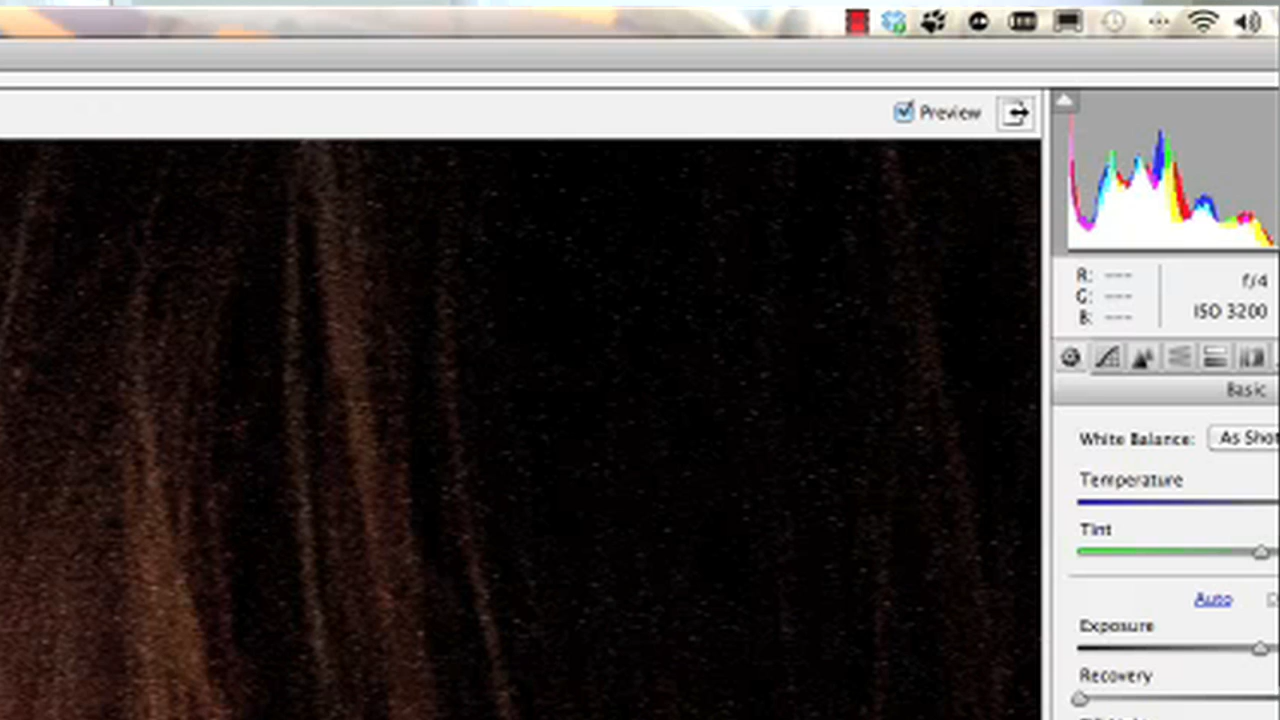 Preview
R: ---
G: ---
B: ---
f/4
ISO 3200
Basic
White Balance: As Shot
Temperature
Tint
Auto
Exposure
Recovery